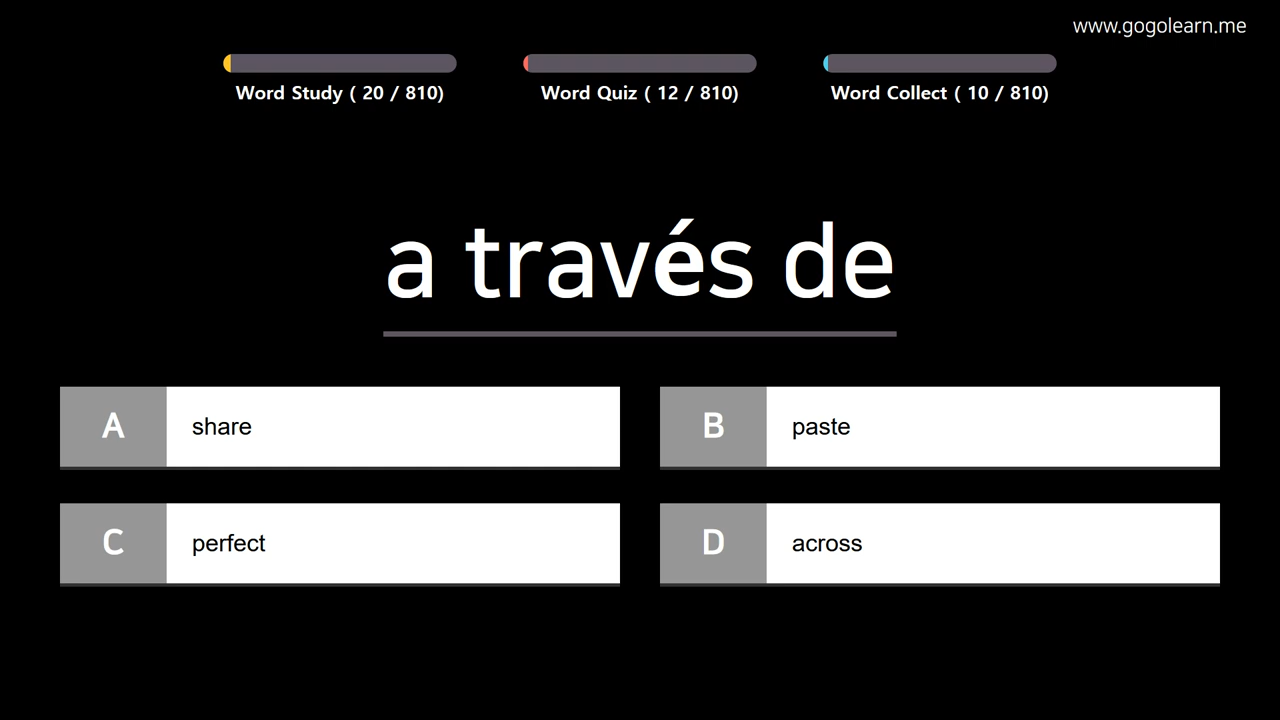 www.gogolearn.me
Word Study ( 20 / 810)
Word Quiz ( 12 / 810)
Word Collect ( 10 / 810)
a través de
A share
B paste
C perfect
D across